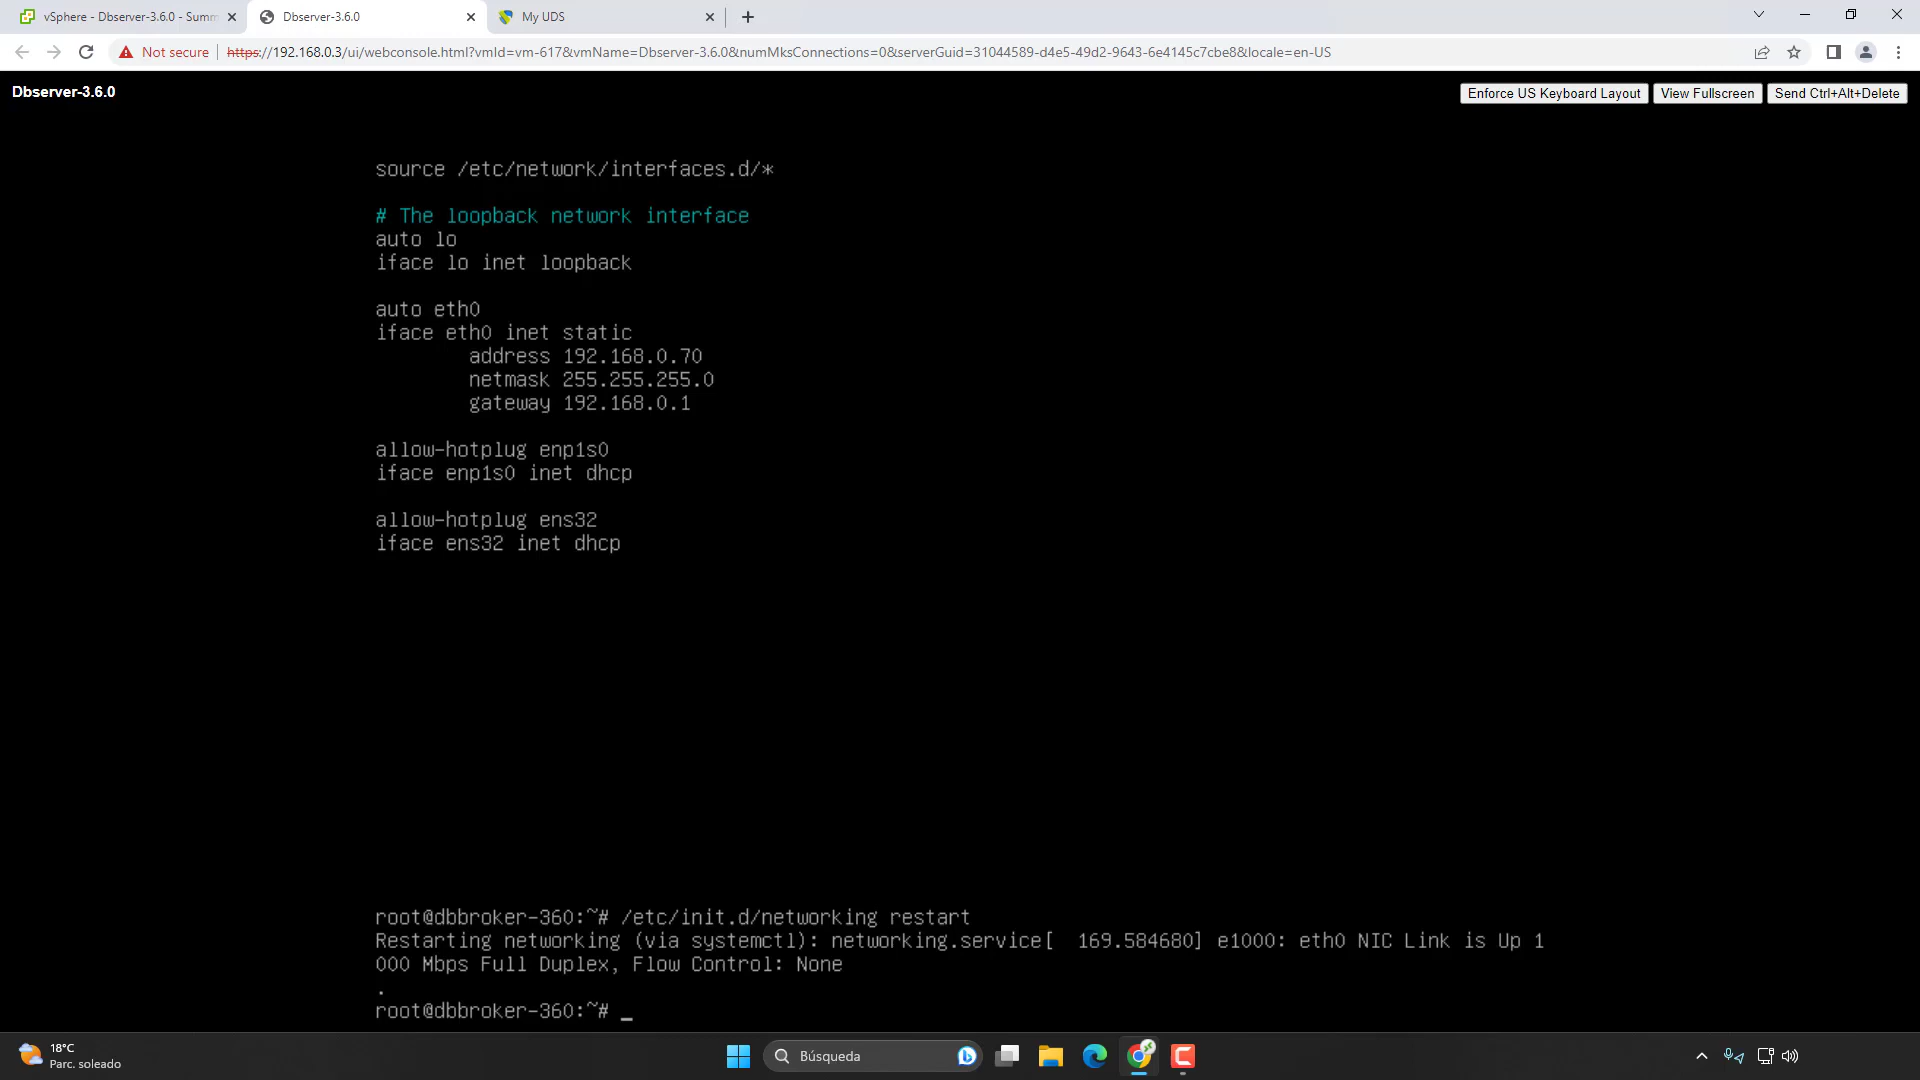 vSphere - Dbserver-3.6.0 - Summ
Dbserver-3.6.0
My UDS
Not secure
https://192.168.0.3/ui/webconsole.html?vmId=vm-617&vmName=Dbserver-3.6.0&numMksConnections=0&serverGuid=31044589-d4e5-49d2-9643-6e4145c7cbe8&locale=en-US
Dbserver-3.6.0
Enforce US Keyboard Layout
View Fullscreen
Send Ctrl+Alt+Delete
source /etc/network/interfaces.d/*
# The loopback network interface
auto lo
iface lo inet loopback
auto eth0
iface eth0 inet static
address 192.168.0.70
netmask 255.255.255.0
gateway 192.168.0.1
allow-hotplug enp1s0
iface enp1s0 inet dhcp
allow-hotplug ens32
iface ens32 inet dhcp
root@dbbroker-360:~# /etc/init.d/networking restart
Restarting networking (via systemctl): networking.service[  169.584680] e1000: eth0 NIC Link is Up 1
000 Mbps Full Duplex, Flow Control: None
.
root@dbbroker-360:~# _
18°C
Parc. soleado
Búsqueda